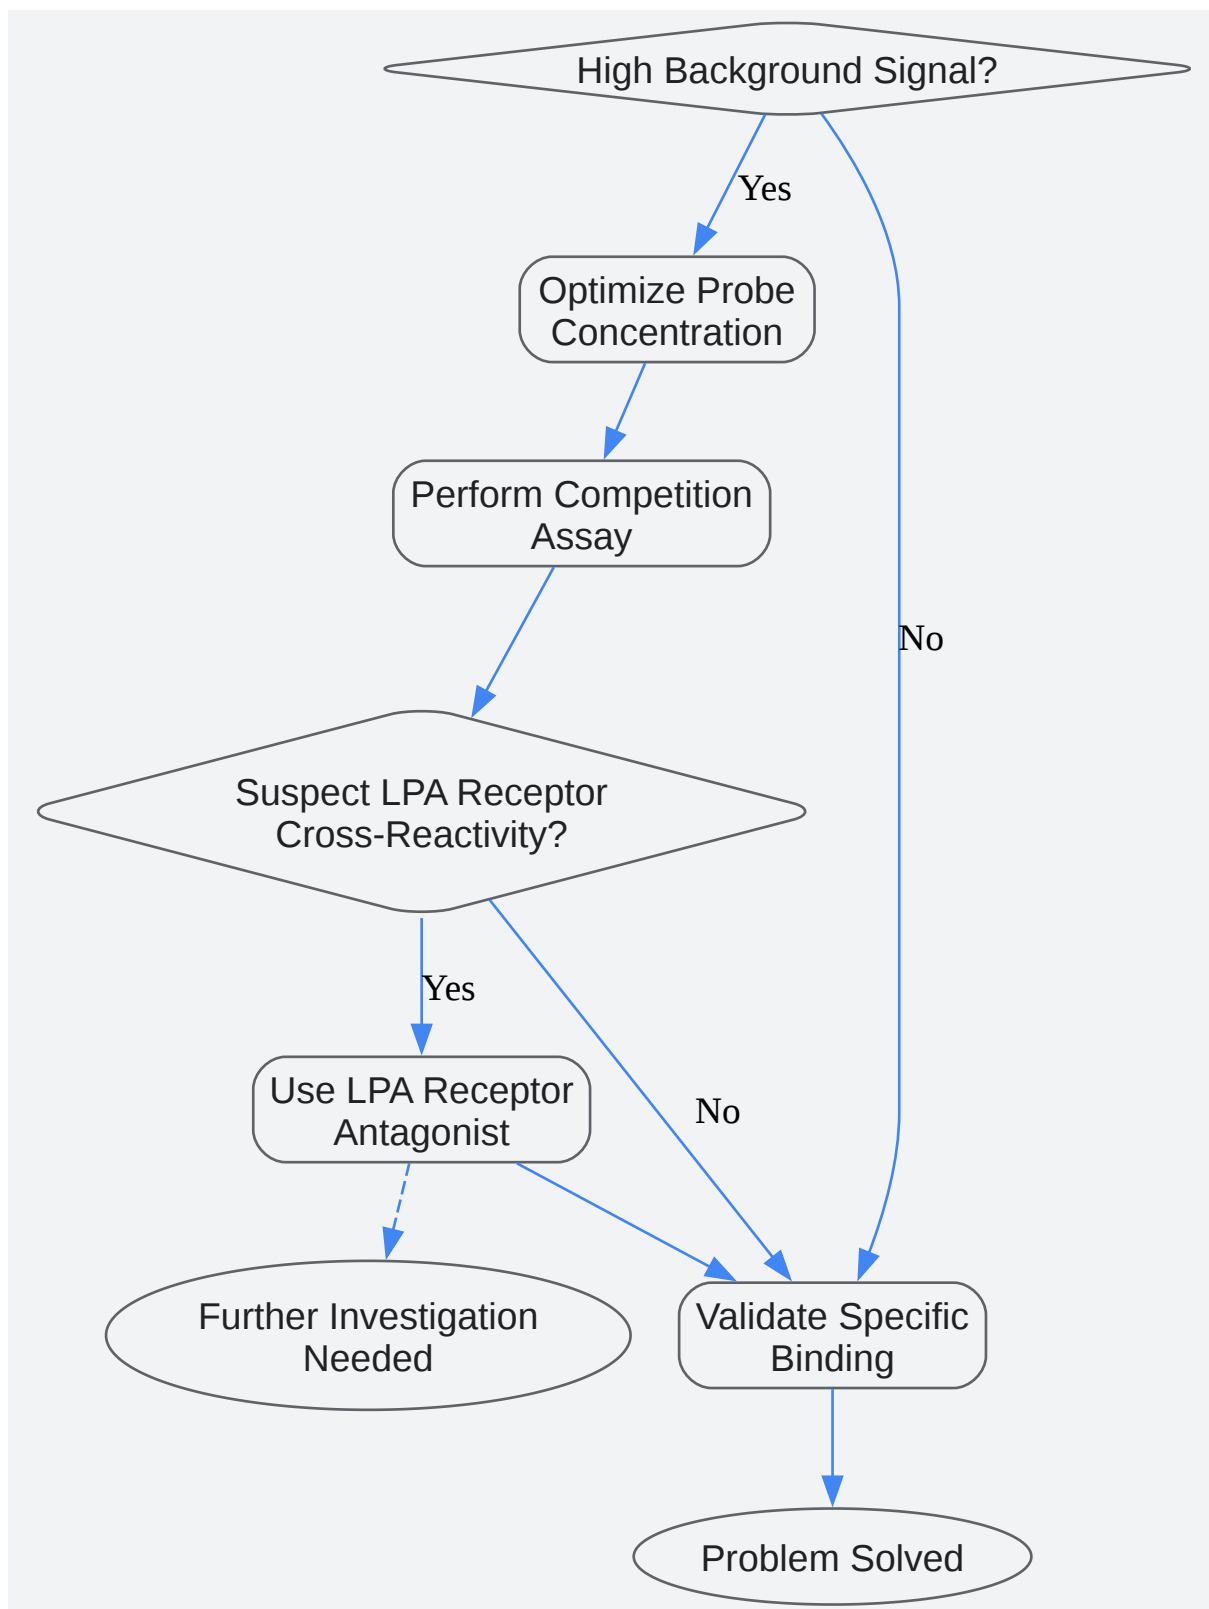 High Background Signal?
Yes
Optimize Probe
Concentration
Perform Competition
Assay
No
Suspect LPA Receptor
Cross-Reactivity?
Yes
Use LPA Receptor
Antagonist
No
Further Investigation
Needed
Validate Specific
Binding
Problem Solved